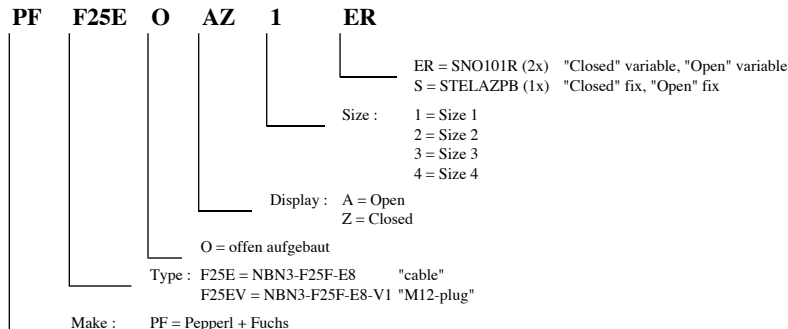 PF F25E O AZ 1 ER
ER = SNO101R (2x) "Closed" variable, "Open" variable
S = STELAZPB (1x) "Closed" fix, "Open" fix
Size : 1 = Size 1
2 = Size 2
3 = Size 3
4 = Size 4
Display : A = Open
Z = Closed
O = offen aufgebaut
Type : F25E = NBN3-F25F-E8 "cable"
F25EV = NBN3-F25F-E8-V1 "M12-plug"
Make : PF = Pepperl + Fuchs